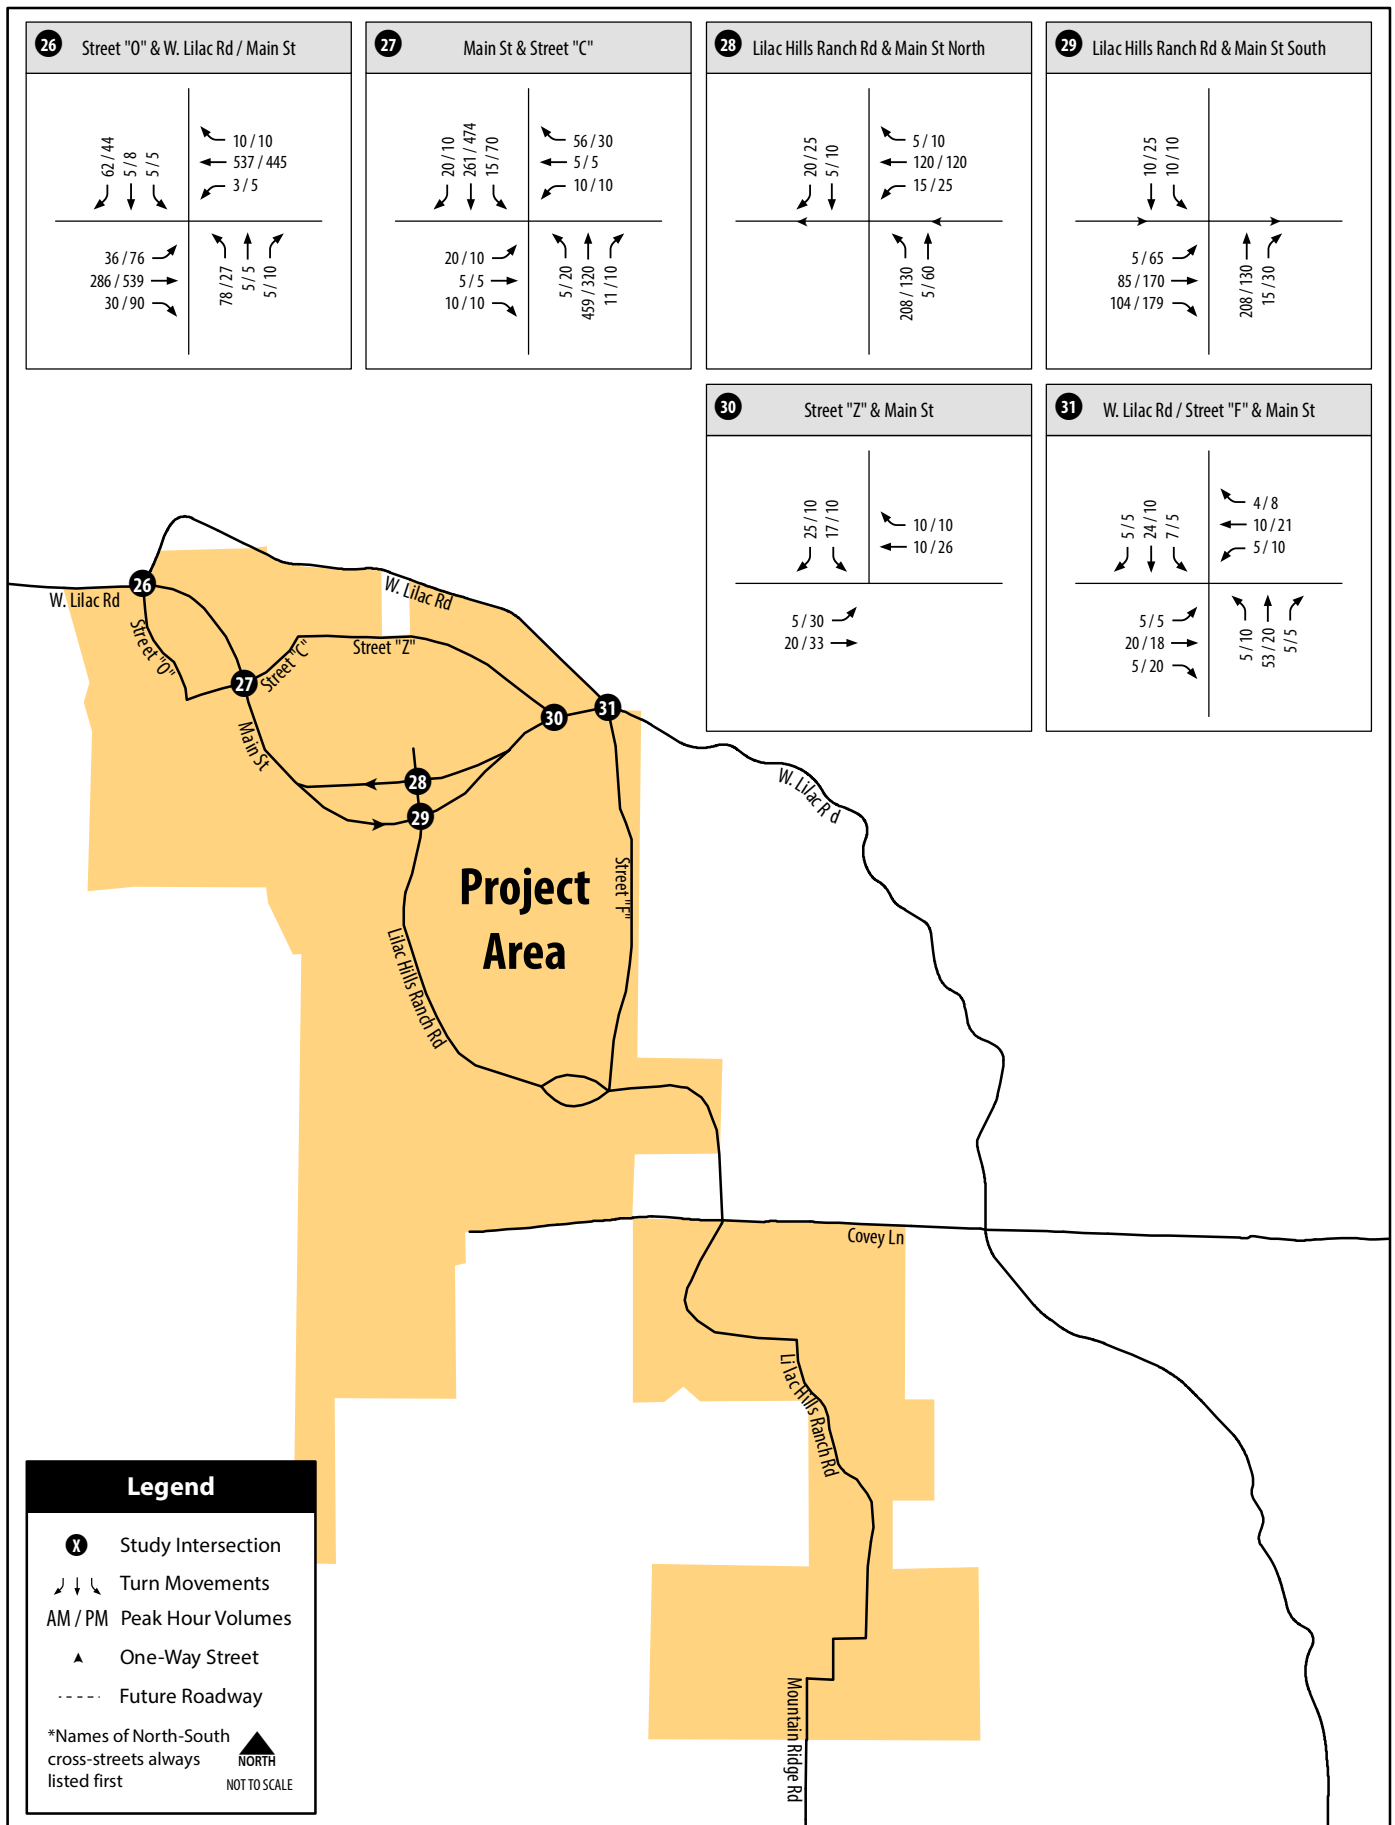 26 Street "O" & W. Lilac Rd / Main St
62 / 44
5 / 8
5 / 5
10 / 10
537 / 445
3 / 5
36 / 76
286 / 539
30 / 90
78 / 27
5 / 5
5 / 10
27 Main St & Street "C"
20 / 10
261 / 474
15 / 70
56 / 30
5 / 5
10 / 10
20 / 10
5 / 5
10 / 10
5 / 20
459 / 320
11 / 10
28 Lilac Hills Ranch Rd & Main St North
20 / 25
5 / 10
5 / 10
120 / 120
15 / 25
208 / 130
5 / 60
29 Lilac Hills Ranch Rd & Main St South
10 / 25
10 / 10
5 / 65
85 / 170
104 / 179
208 / 130
15 / 30
30 Street "Z" & Main St
25 / 10
17 / 10
10 / 10
10 / 26
5 / 30
20 / 33
31 W. Lilac Rd / Street "F" & Main St
5 / 5
24 / 10
7 / 5
4 / 8
10 / 21
5 / 10
5 / 5
20 / 18
5 / 20
5 / 10
53 / 20
5 / 5
26
W. Lilac Rd
W. Lilac Rd
Street "O"
Street "Z"
Street "C"
27
30
31
Main St
28
29
W. Lilac R d
Project
Area
Street "F"
Lilac Hills Ranch Rd
Covey Ln
Li lac Hills Ranch Rd
Mountain Ridge Rd
Legend
X Study Intersection
Turn Movements
AM / PM Peak Hour Volumes
One-Way Street
Future Roadway
*Names of North-South
cross-streets always
listed first
NORTH
NOT TO SCALE